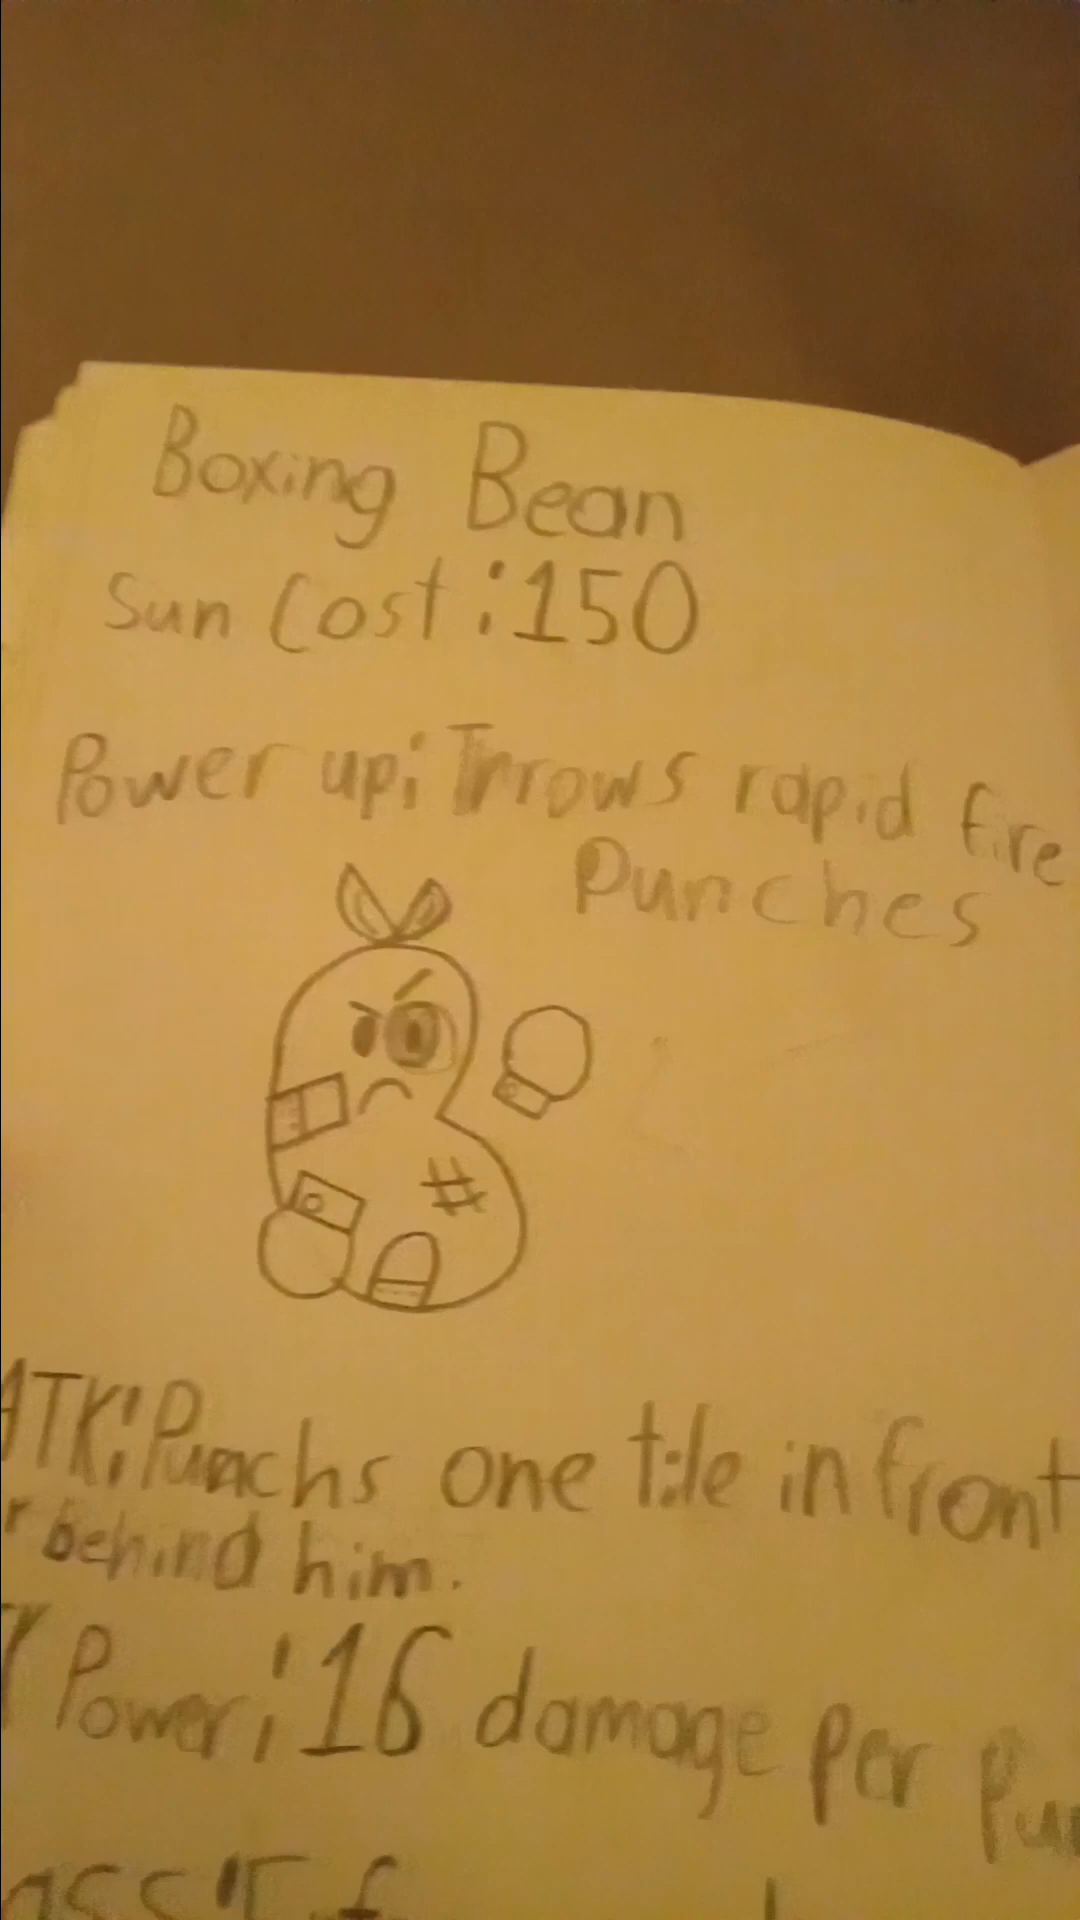 Boxing Bean
Sun Cost:150
Power up: Throws rapid fire
Punches
ATK: Punchs one tile in front
behind him.
Power: 16 damage per